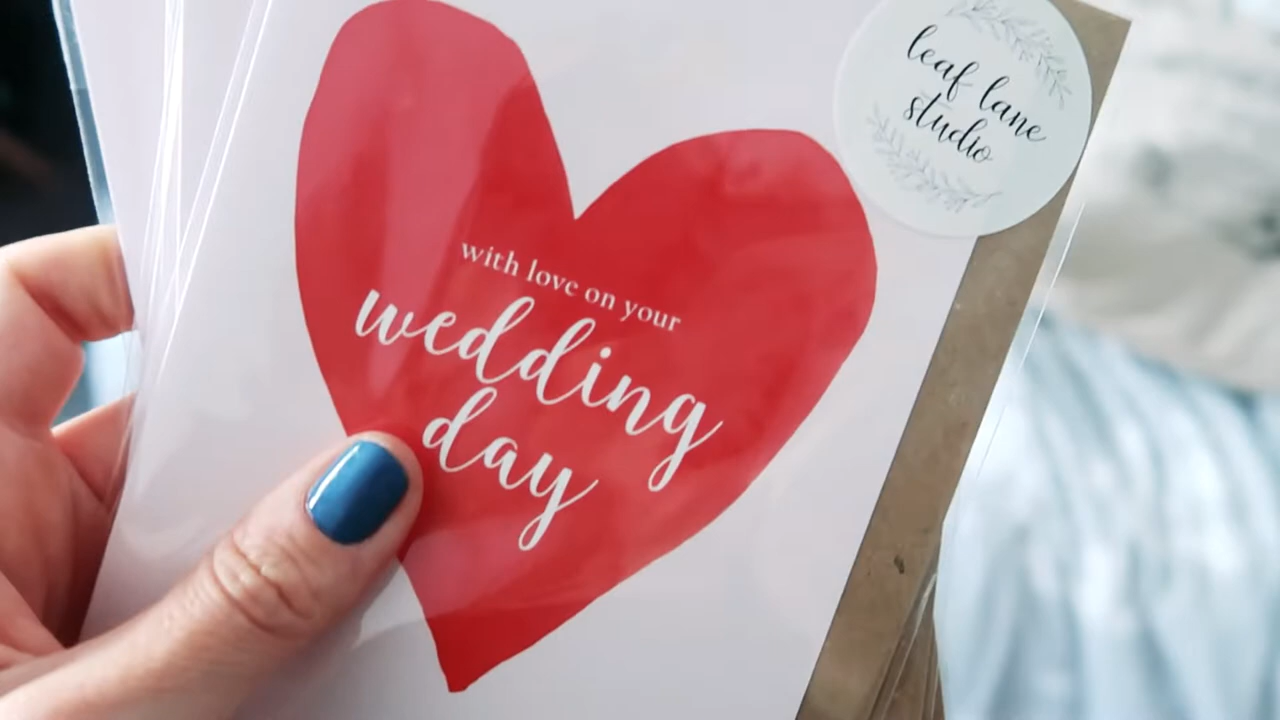 leaf lane
studio
with love on your
wedding
day